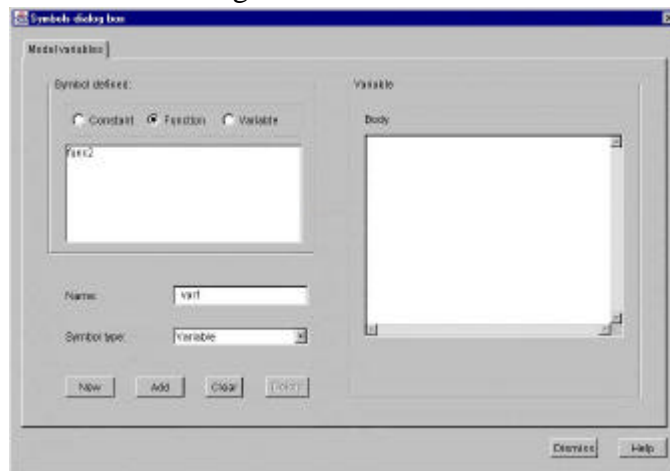 Symbols dialog box
Model variables
Symbol defined:
Constant Function Variable
func2
Name: var1
Symbol type: Variable
New Add Clear Delete
Variable
Body
Dismiss Help